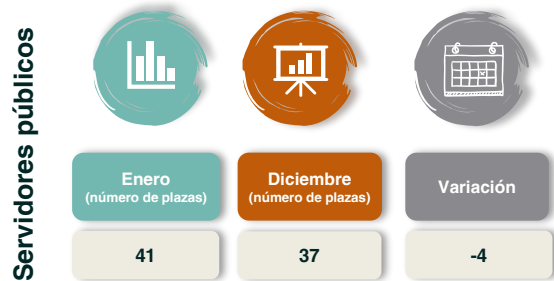 Servidores públicos
Enero
(número de plazas)
Diciembre
(número de plazas)
Variación
41
37
-4